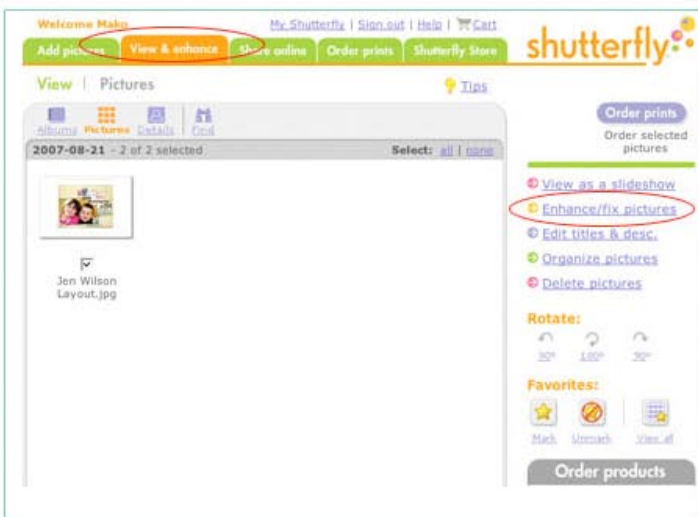 Welcome Mako
My Shutterfly | Sign out | Help | Cart
Add pictures
View & enhance
Share online
Order prints
Shutterfly Store
shutterfly
View | Pictures
Tips
Albums
Pictures
Details
Find
2007-08-21 - 2 of 2 selected
Select: all | none
Jen Wilson
Layout.jpg
Order prints
Order selected
pictures
View as a slideshow
Enhance/fix pictures
Edit titles & desc.
Organize pictures
Delete pictures
Rotate:
90º
180º
90º
Favorites:
Mark
Unmark
View all
Order products